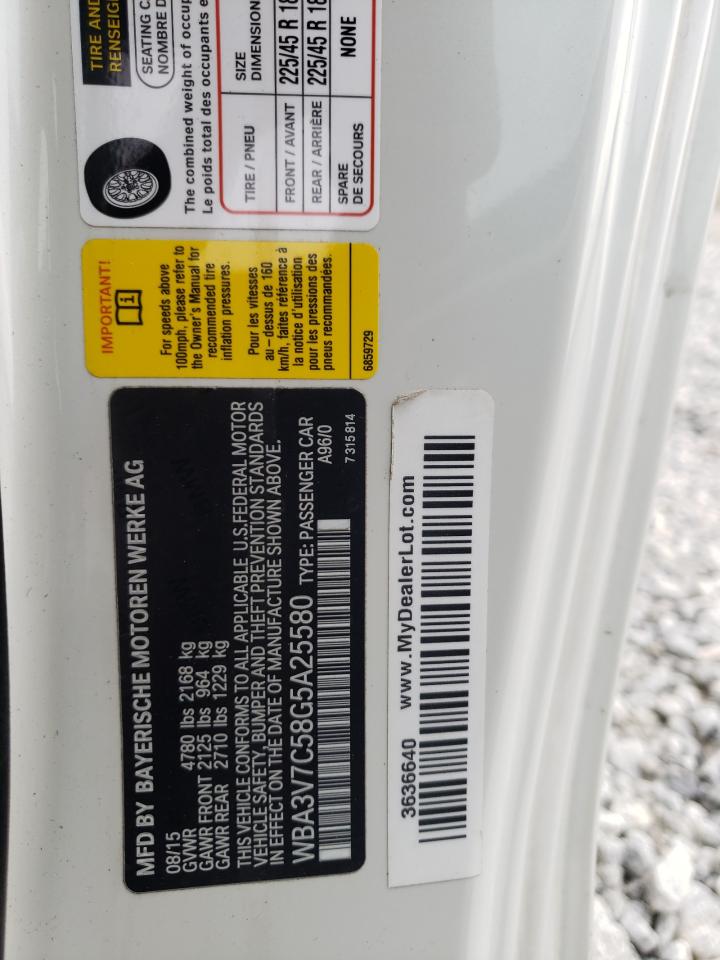 MFD BY BAYERISCHE MOTOREN WERKE AG
08/15
GVWR 4780 lbs 2168 kg
GAWR FRONT 2125 lbs 964 kg
GAWR REAR 2710 lbs 1229 kg
THIS VEHICLE CONFORMS TO ALL APPLICABLE U.S. FEDERAL MOTOR
VEHICLE SAFETY, BUMPER AND THEFT PREVENTION STANDARDS
IN EFFECT ON THE DATE OF MANUFACTURE SHOWN ABOVE.
WBA3V7C58G5A25580 TYPE: PASSENGER CAR
A96/0
7315814
3636640 www.MyDealerLot.com
IMPORTANT!
For speeds above
100mph, please refer to
the Owner's Manual for
recommended tire
inflation pressures.
Pour les vitesses
au-dessus de 160
km/h, faites référence à
la notice d'utilisation
pour les pressions des
pneus recommandées.
6859729
TIRE AND
SEATING
NOMBRE
The combined weight of
Le poids total des occupants
TIRE / PNEU SIZE
DIMENSION
FRONT / AVANT 225/45 R 18
REAR / ARRIÈRE 225/45 R 18
SPARE
DE SECOURS NONE